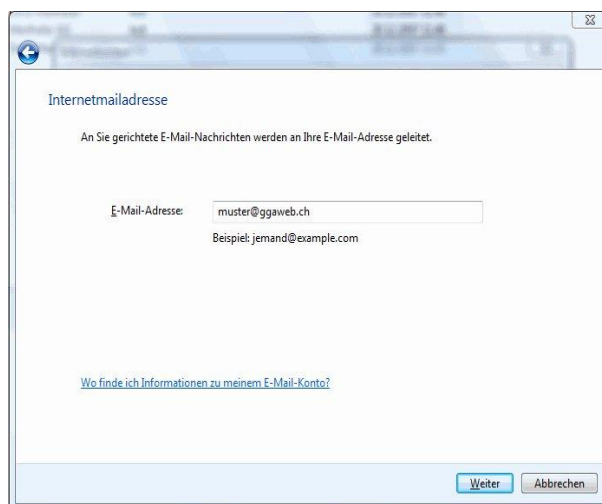 Internetmailadresse
An Sie gerichtete E-Mail-Nachrichten werden an Ihre E-Mail-Adresse geleitet.
E-Mail-Adresse: muster@ggaweb.ch
Beispiel: jemand@example.com
Wo finde ich Informationen zu meinem E-Mail-Konto?
Weiter Abbrechen